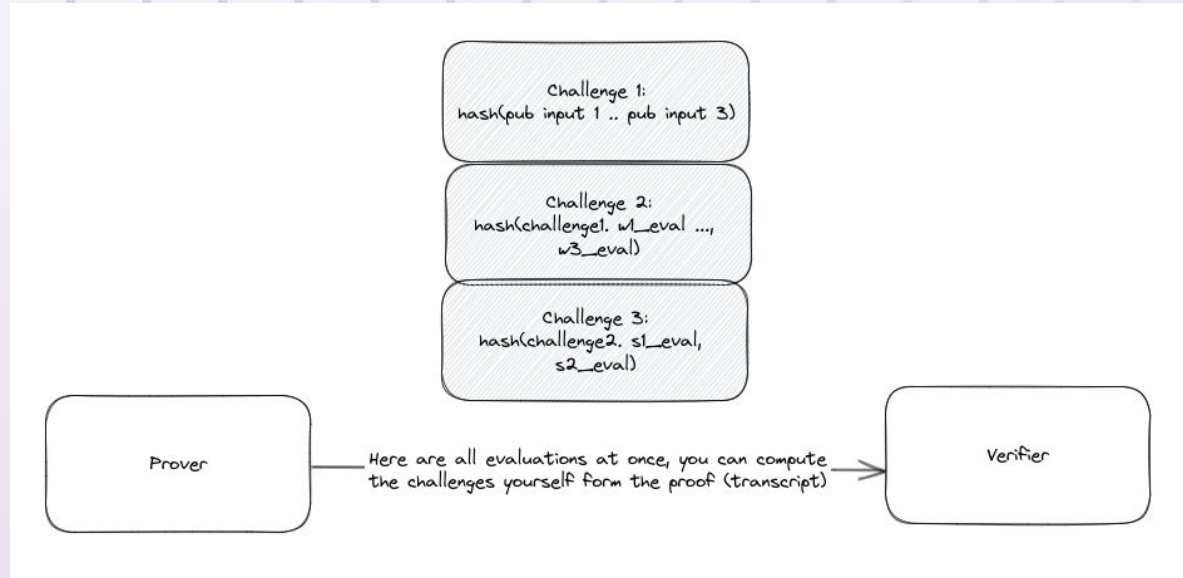 Challenge 1:
hash(pub input 1 .. pub input 3)
Challenge 2:
hash(challenge1. w1_eval ...,
w3_eval)
Challenge 3:
hash(challenge2. s1_eval,
s2_eval)
Prover
Here are all evaluations at once, you can compute
the challenges yourself form the proof (transcript)
Verifier